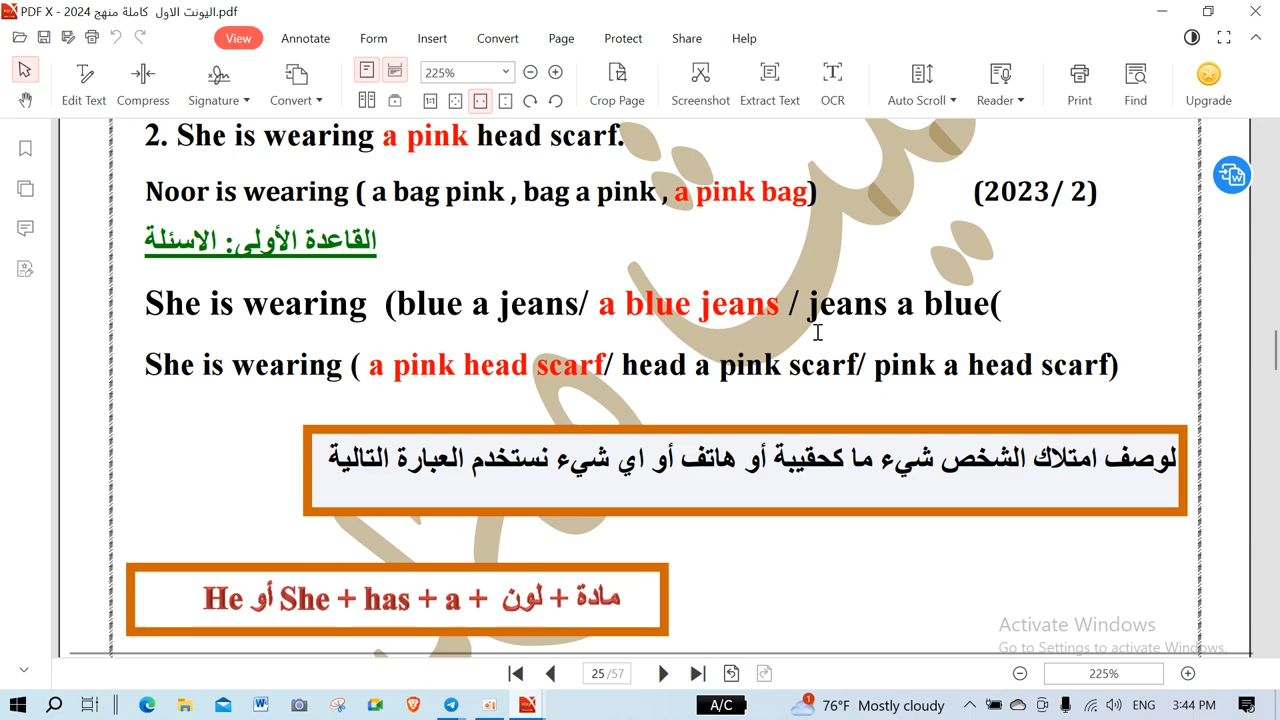 اليونت الاول  كاملة منهج 2024 - PDF X.pdf
View Annotate Form Insert Convert Page Protect Share Help
225%
Edit Text Compress Signature Convert Crop Page Screenshot Extract Text OCR Auto Scroll Reader Print Find Upgrade
2. She is wearing a pink head scarf.
Noor is wearing ( a bag pink , bag a pink , a pink bag) (2023/ 2)
القاعدة الأولى: الاسئلة
She is wearing (blue a jeans/ a blue jeans / jeans a blue(
She is wearing ( a pink head scarf/ head a pink scarf/ pink a head scarf)
لوصف امتلاك الشخص شيء ما كحقيبة أو هاتف أو اي شيء نستخدم العبارة التالية
He أو She + has + a + لون + مادة
Activate Windows
Go to Settings to activate Windows.
25 /57
225%
A/C 1 76°F Mostly cloudy ENG 3:44 PM